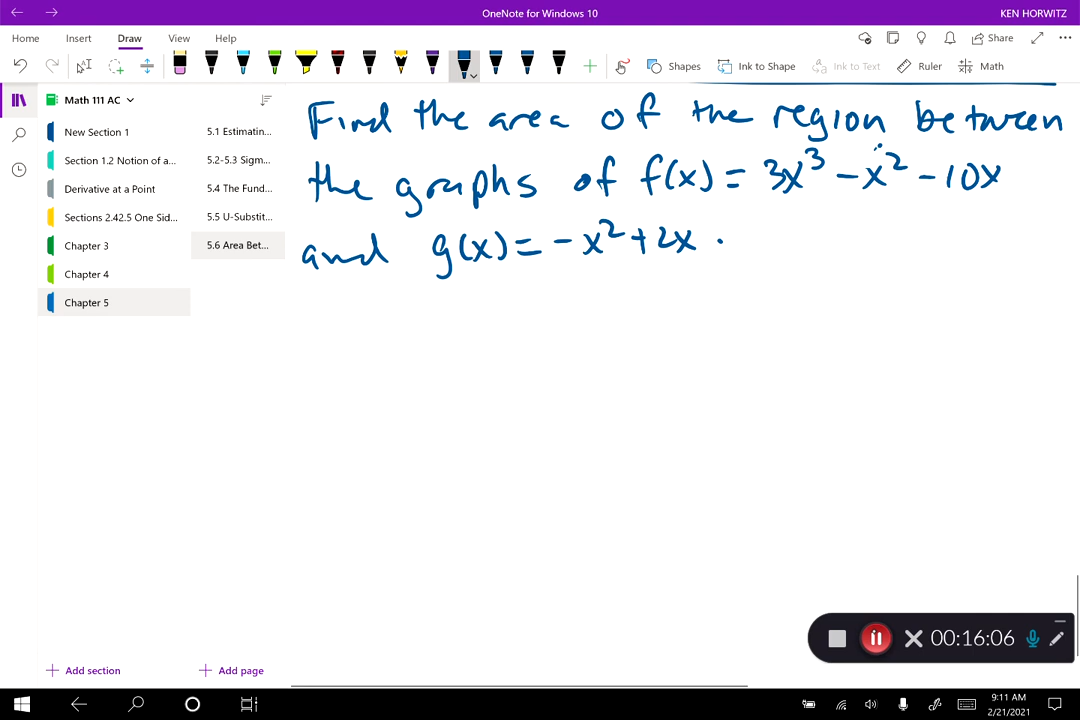 OneNote for Windows 10
KEN HORWITZ
Home Insert Draw View Help
Share
Shapes Ink to Shape Ink to Text Ruler Math
Math 111 AC
New Section 1
Section 1.2 Notion of a...
Derivative at a Point
Sections 2.42.5 One Sid...
Chapter 3
Chapter 4
Chapter 5
5.1 Estimatin...
5.2-5.3 Sigm...
5.4 The Fund...
5.5 U-Substit...
5.6 Area Bet...
Find the area of the region between
the graphs of f(x) = 3x³ - x² - 10x
and g(x) = -x² + 2x .
00:16:06
Add section
Add page
9:11 AM
2/21/2021